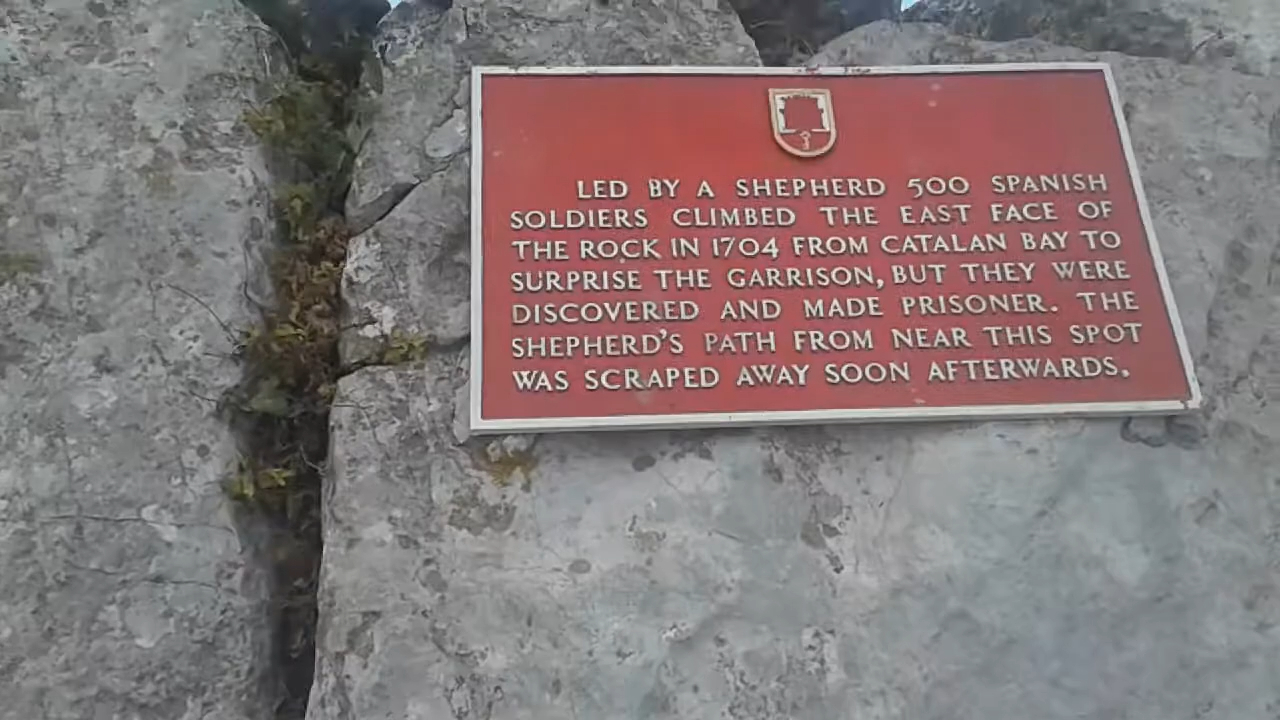 LED BY A SHEPHERD 500 SPANISH
SOLDIERS CLIMBED THE EAST FACE OF
THE ROCK IN 1704 FROM CATALAN BAY TO
SURPRISE THE GARRISON, BUT THEY WERE
DISCOVERED AND MADE PRISONER. THE
SHEPHERD'S PATH FROM NEAR THIS SPOT
WAS SCRAPED AWAY SOON AFTERWARDS.